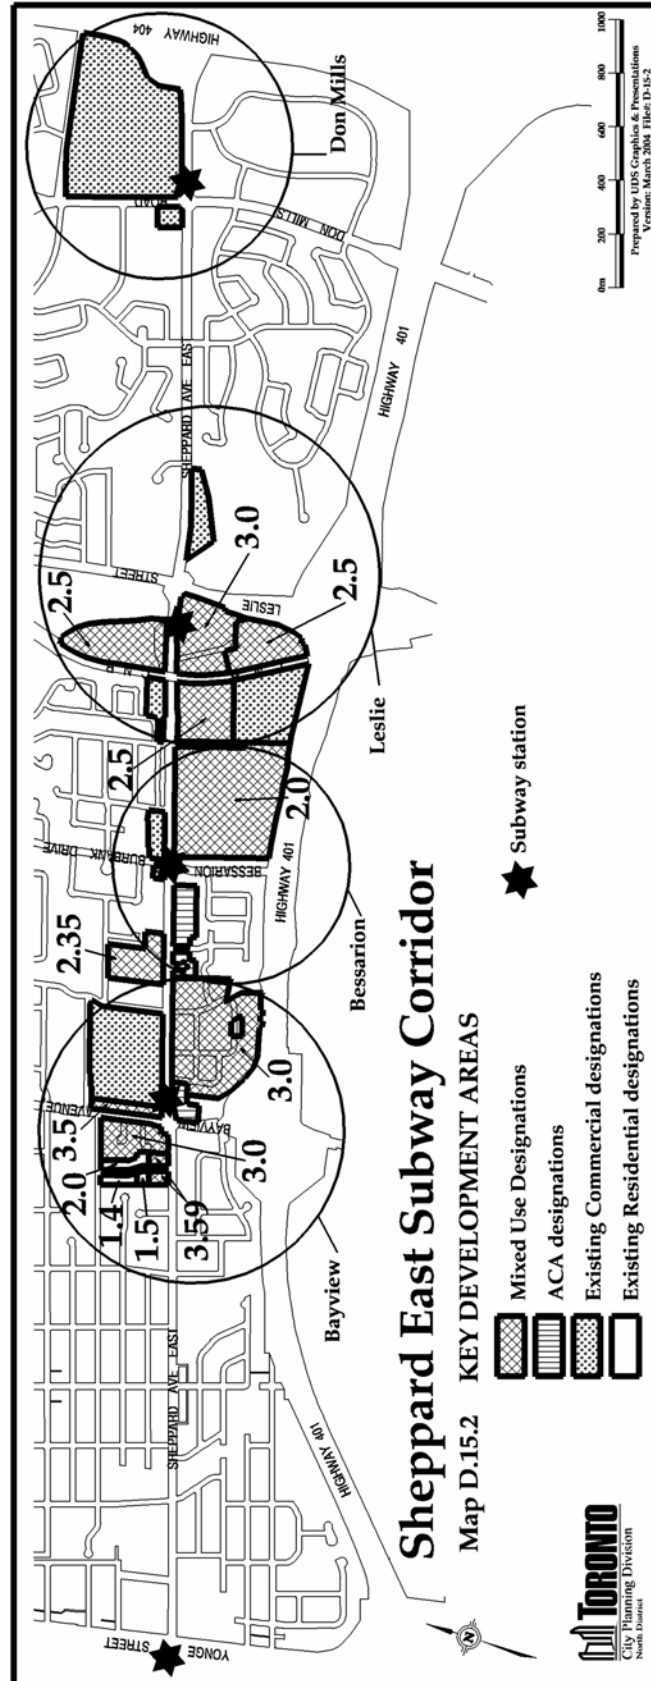 HIGHWAY 404
Don Mills
ROAD
DON MILLS
SHEPPARD AVE EAST
HIGHWAY 401
STREET
LESLIE
2.5
3.0
2.5
Leslie
2.5
2.0
BURBANK DRIVE
BESSARION
HIGHWAY 401
Bessarion
2.35
AVENUE
BAYVIEW
3.5
3.0
3.0
2.0
1.4
1.5
3.59
Bayview
SHEPPARD AVE EAST
HIGHWAY 401
YONGE
STREET
Sheppard East Subway Corridor
Map D.15.2 KEY DEVELOPMENT AREAS
Mixed Use Designations
ACA designations
Existing Commercial designations
Existing Residential designations
Subway station
N
TORONTO
City Planning Division
North District
0m 200 400 600 800 1000
Prepared by UDS Graphics & Presentations
Version: March 2004 File#: D-15-2